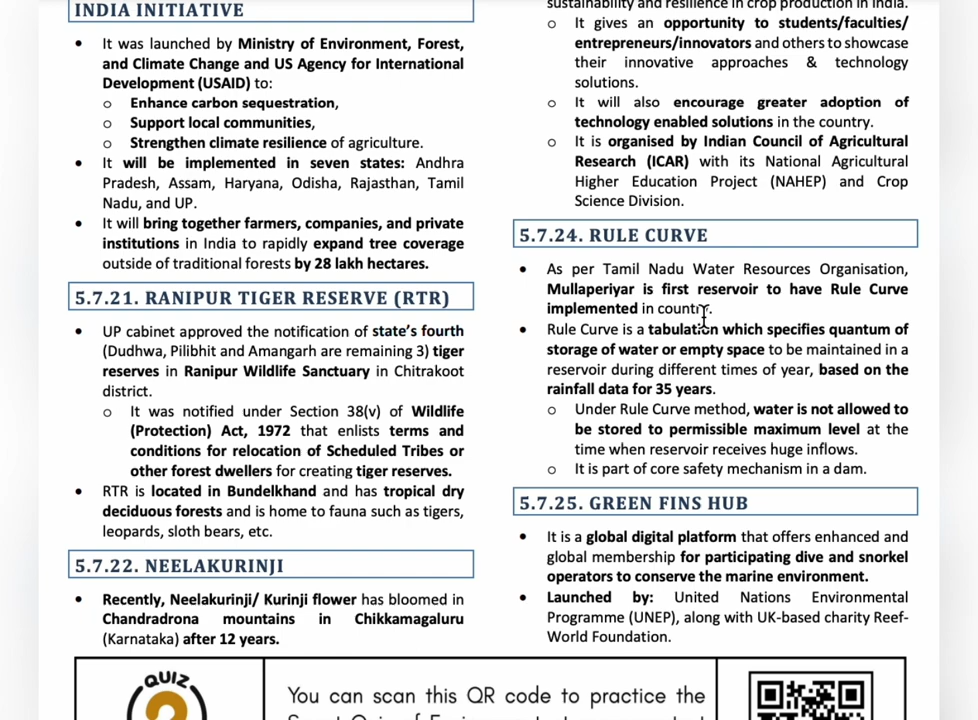 INDIA INITIATIVE
• It was launched by Ministry of Environment, Forest,
and Climate Change and US Agency for International
Development (USAID) to:
o Enhance carbon sequestration,
o Support local communities,
o Strengthen climate resilience of agriculture.
• It will be implemented in seven states: Andhra
Pradesh, Assam, Haryana, Odisha, Rajasthan, Tamil
Nadu, and UP.
• It will bring together farmers, companies, and private
institutions in India to rapidly expand tree coverage
outside of traditional forests by 28 lakh hectares.
5.7.21. RANIPUR TIGER RESERVE (RTR)
• UP cabinet approved the notification of state's fourth
(Dudhwa, Pilibhit and Amangarh are remaining 3) tiger
reserves in Ranipur Wildlife Sanctuary in Chitrakoot
district.
o It was notified under Section 38(v) of Wildlife
(Protection) Act, 1972 that enlists terms and
conditions for relocation of Scheduled Tribes or
other forest dwellers for creating tiger reserves.
• RTR is located in Bundelkhand and has tropical dry
deciduous forests and is home to fauna such as tigers,
leopards, sloth bears, etc.
5.7.22. NEELAKURINJI
• Recently, Neelakurinji/ Kurinji flower has bloomed in
Chandradrona mountains in Chikkamagaluru
(Karnataka) after 12 years.
sustainability and resilience in crop production in India.
o It gives an opportunity to students/faculties/
entrepreneurs/innovators and others to showcase
their innovative approaches & technology
solutions.
o It will also encourage greater adoption of
technology enabled solutions in the country.
o It is organised by Indian Council of Agricultural
Research (ICAR) with its National Agricultural
Higher Education Project (NAHEP) and Crop
Science Division.
5.7.24. RULE CURVE
• As per Tamil Nadu Water Resources Organisation,
Mullaperiyar is first reservoir to have Rule Curve
implemented in country.
• Rule Curve is a tabulation which specifies quantum of
storage of water or empty space to be maintained in a
reservoir during different times of year, based on the
rainfall data for 35 years.
o Under Rule Curve method, water is not allowed to
be stored to permissible maximum level at the
time when reservoir receives huge inflows.
o It is part of core safety mechanism in a dam.
5.7.25. GREEN FINS HUB
• It is a global digital platform that offers enhanced and
global membership for participating dive and snorkel
operators to conserve the marine environment.
• Launched by: United Nations Environmental
Programme (UNEP), along with UK-based charity Reef-
World Foundation.
QUIZ
You can scan this QR code to practice the